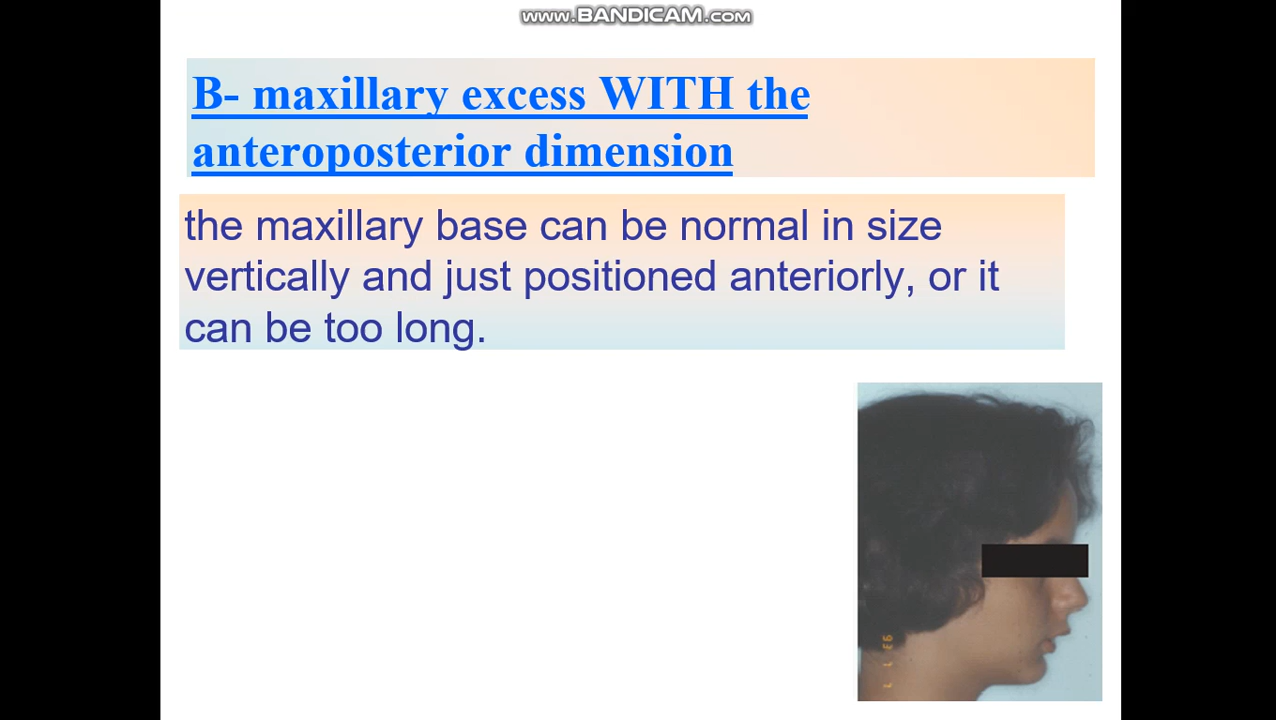 www.BANDICAM.com
B- maxillary excess WITH the
anteroposterior dimension
the maxillary base can be normal in size
vertically and just positioned anteriorly, or it
can be too long.